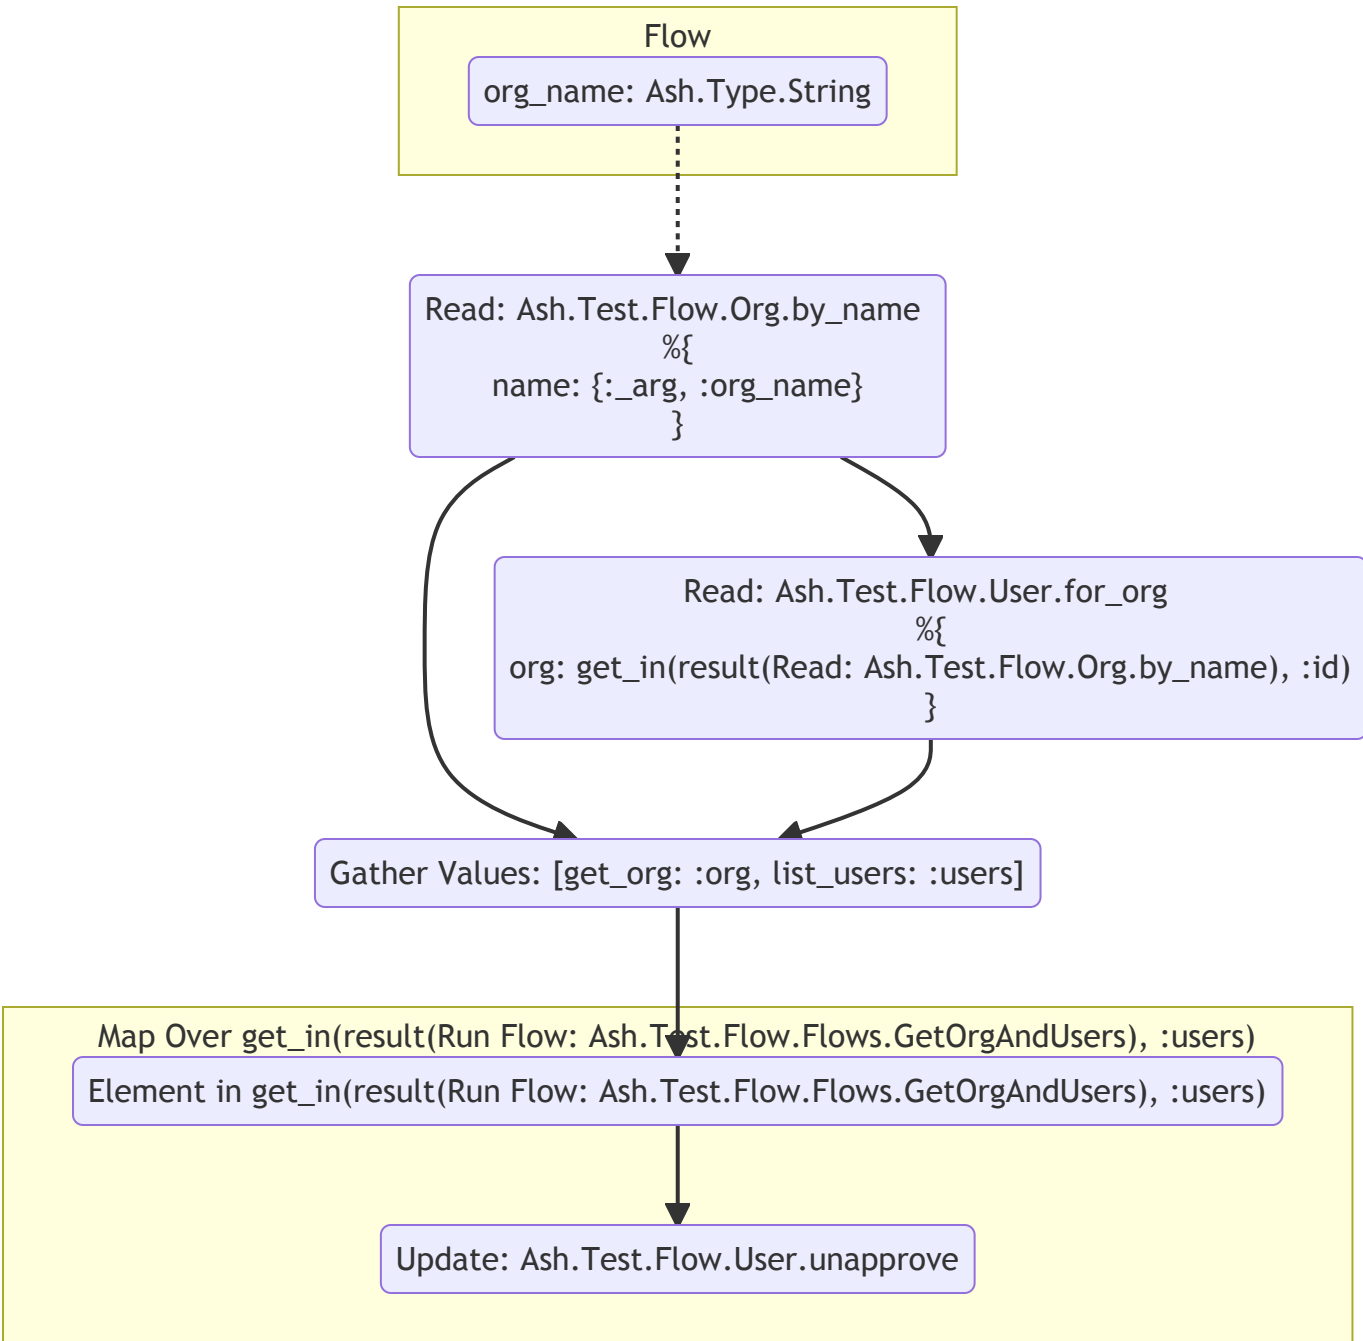 Flow
org_name: Ash.Type.String
Read: Ash.Test.Flow.Org.by_name
%{
name: {:_arg, :org_name}
}
Read: Ash.Test.Flow.User.for_org
%{
org: get_in(result(Read: Ash.Test.Flow.Org.by_name), :id)
}
Gather Values: [get_org: :org, list_users: :users]
Map Over get_in(result(Run Flow: Ash.Test.Flow.Flows.GetOrgAndUsers), :users)
Element in get_in(result(Run Flow: Ash.Test.Flow.Flows.GetOrgAndUsers), :users)
Update: Ash.Test.Flow.User.unapprove